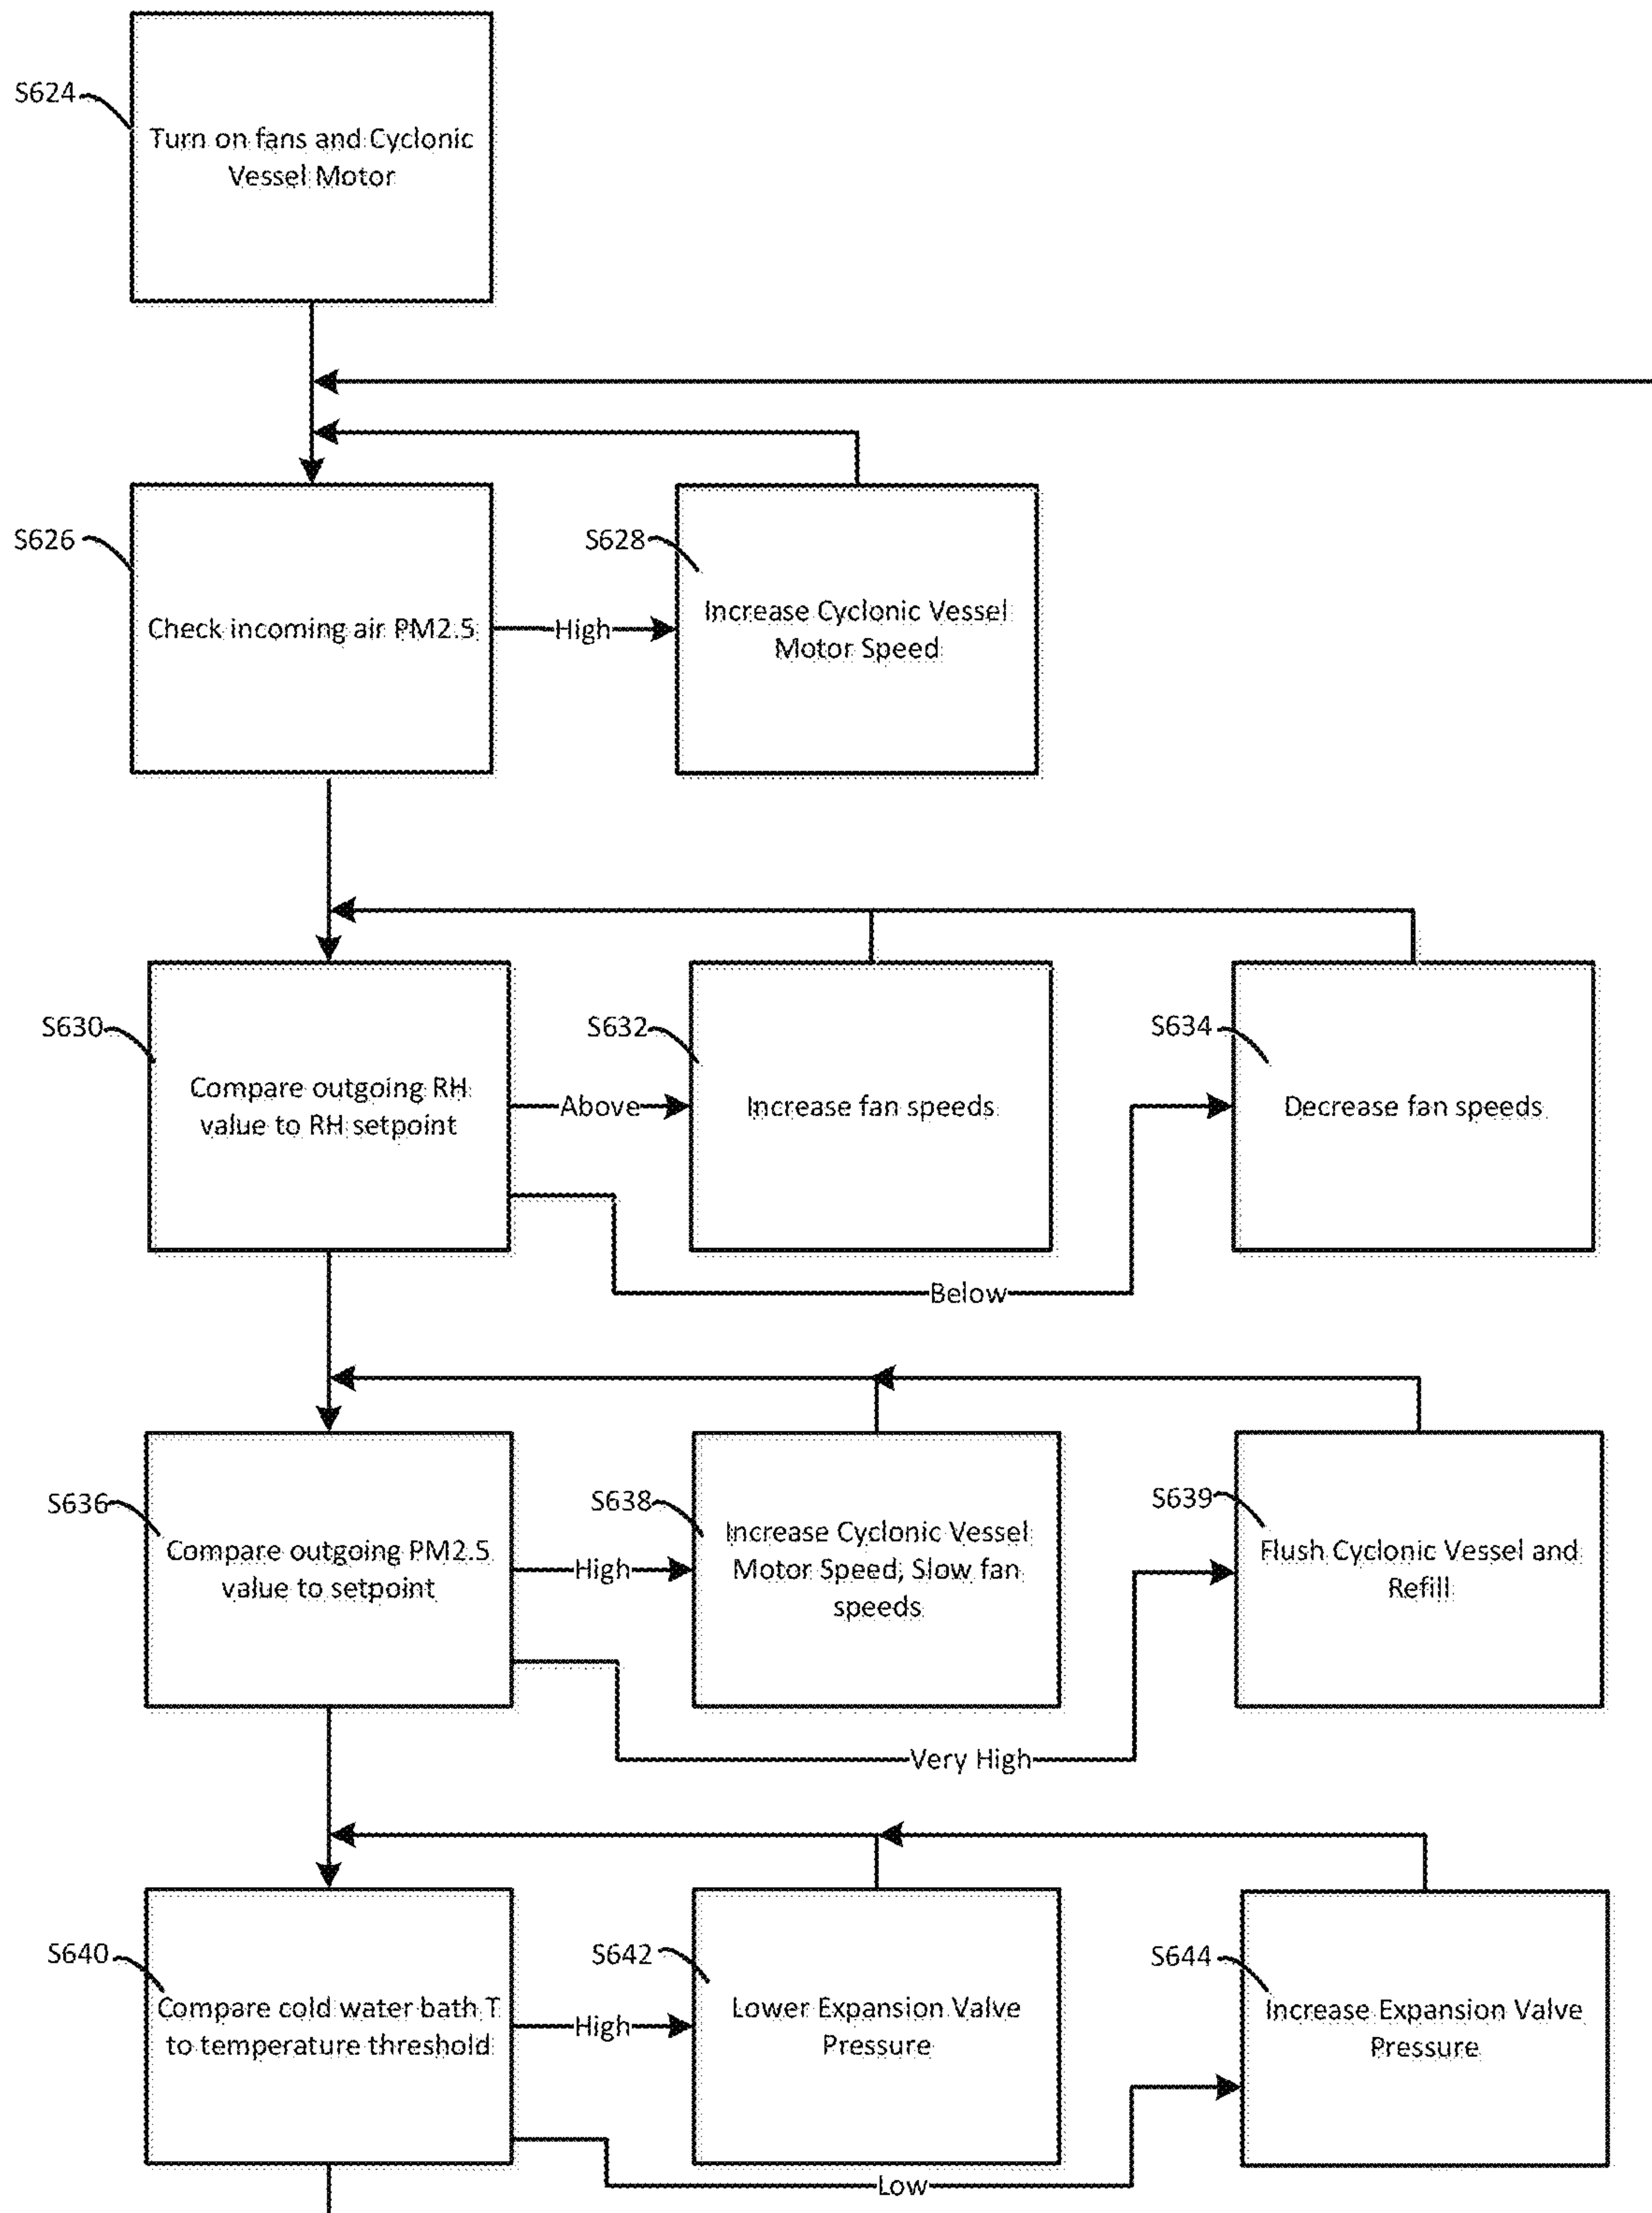 S624
Turn on fans and Cyclonic
Vessel Motor
S626
Check incoming air PM2.5
High
S628
Increase Cyclonic Vessel
Motor Speed
S630
Compare outgoing RH
value to RH setpoint
Above
S632
Increase fan speeds
S634
Decrease fan speeds
Below
S636
Compare outgoing PM2.5
value to setpoint
High
S638
Increase Cyclonic Vessel
Motor Speed, Slow fan
speeds
S639
Flush Cyclonic Vessel and
Refill
Very High
S640
Compare cold water bath T
to temperature threshold
High
S642
Lower Expansion Valve
Pressure
S644
Increase Expansion Valve
Pressure
Low